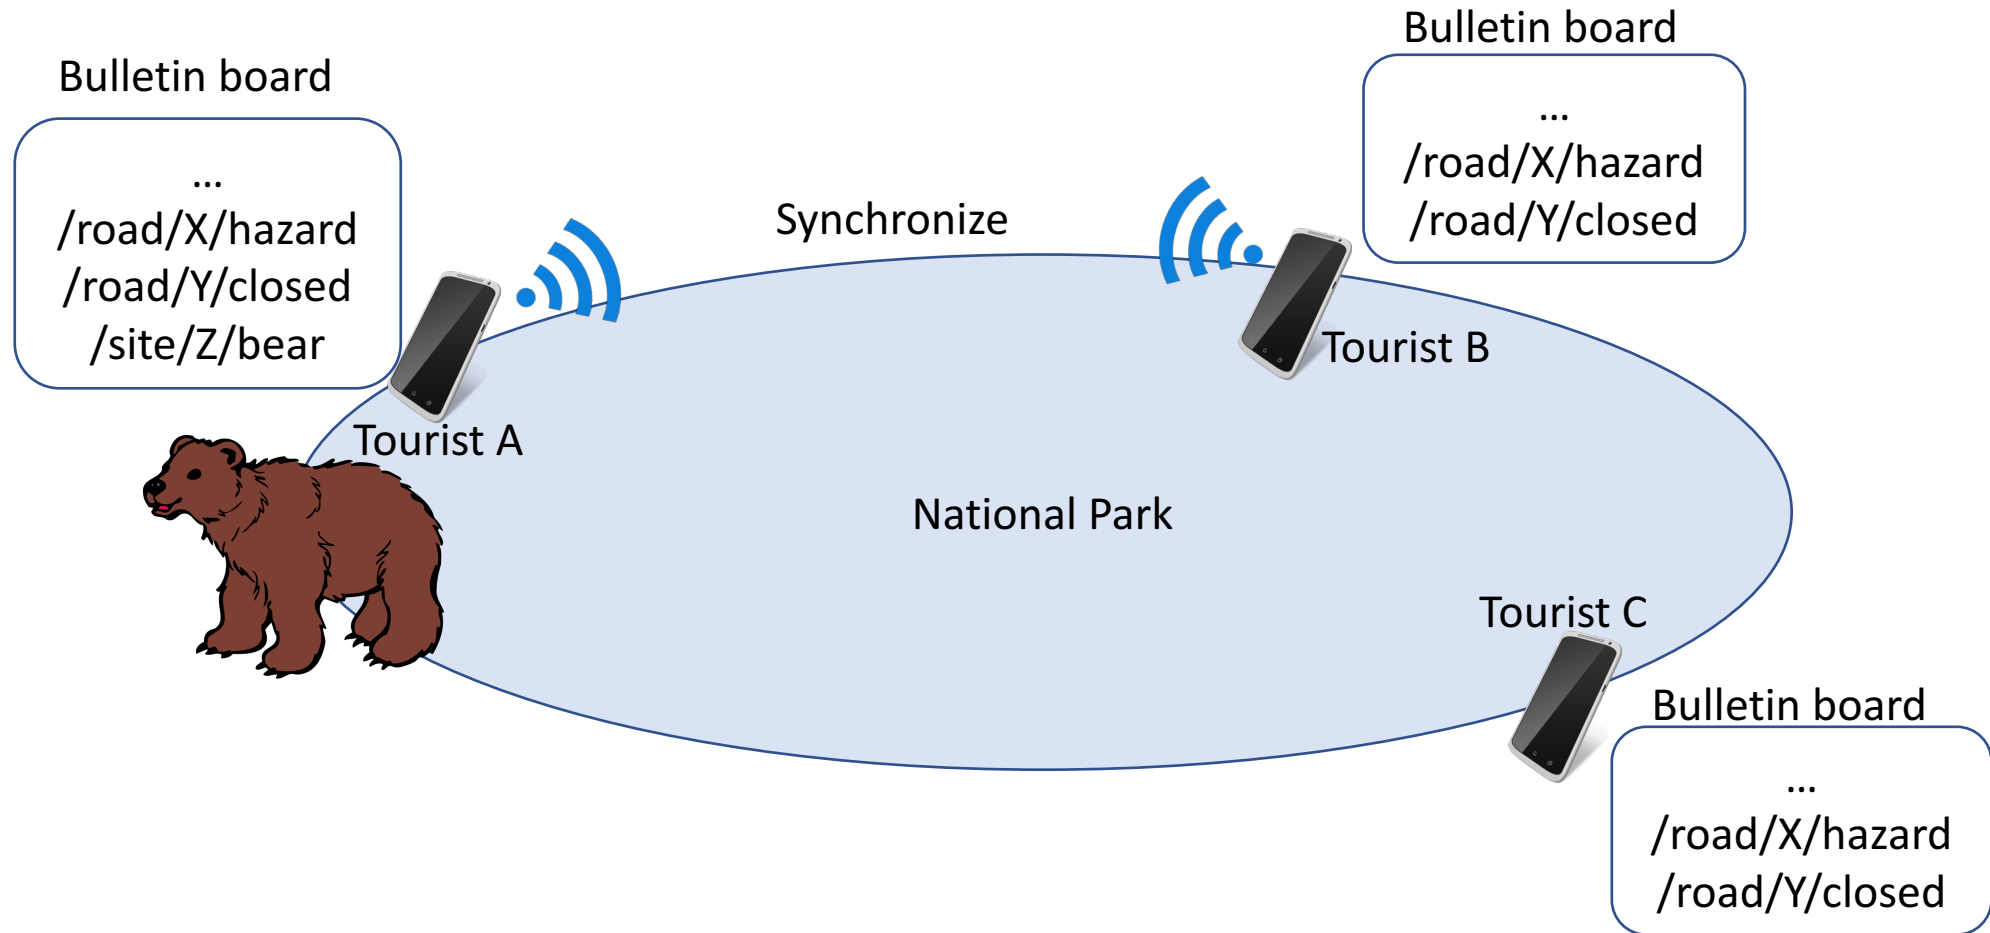 Bulletin board
...
/road/X/hazard
/road/Y/closed
/site/Z/bear
Tourist A
Synchronize
Bulletin board
...
/road/X/hazard
/road/Y/closed
Tourist B
National Park
Tourist C
Bulletin board
...
/road/X/hazard
/road/Y/closed